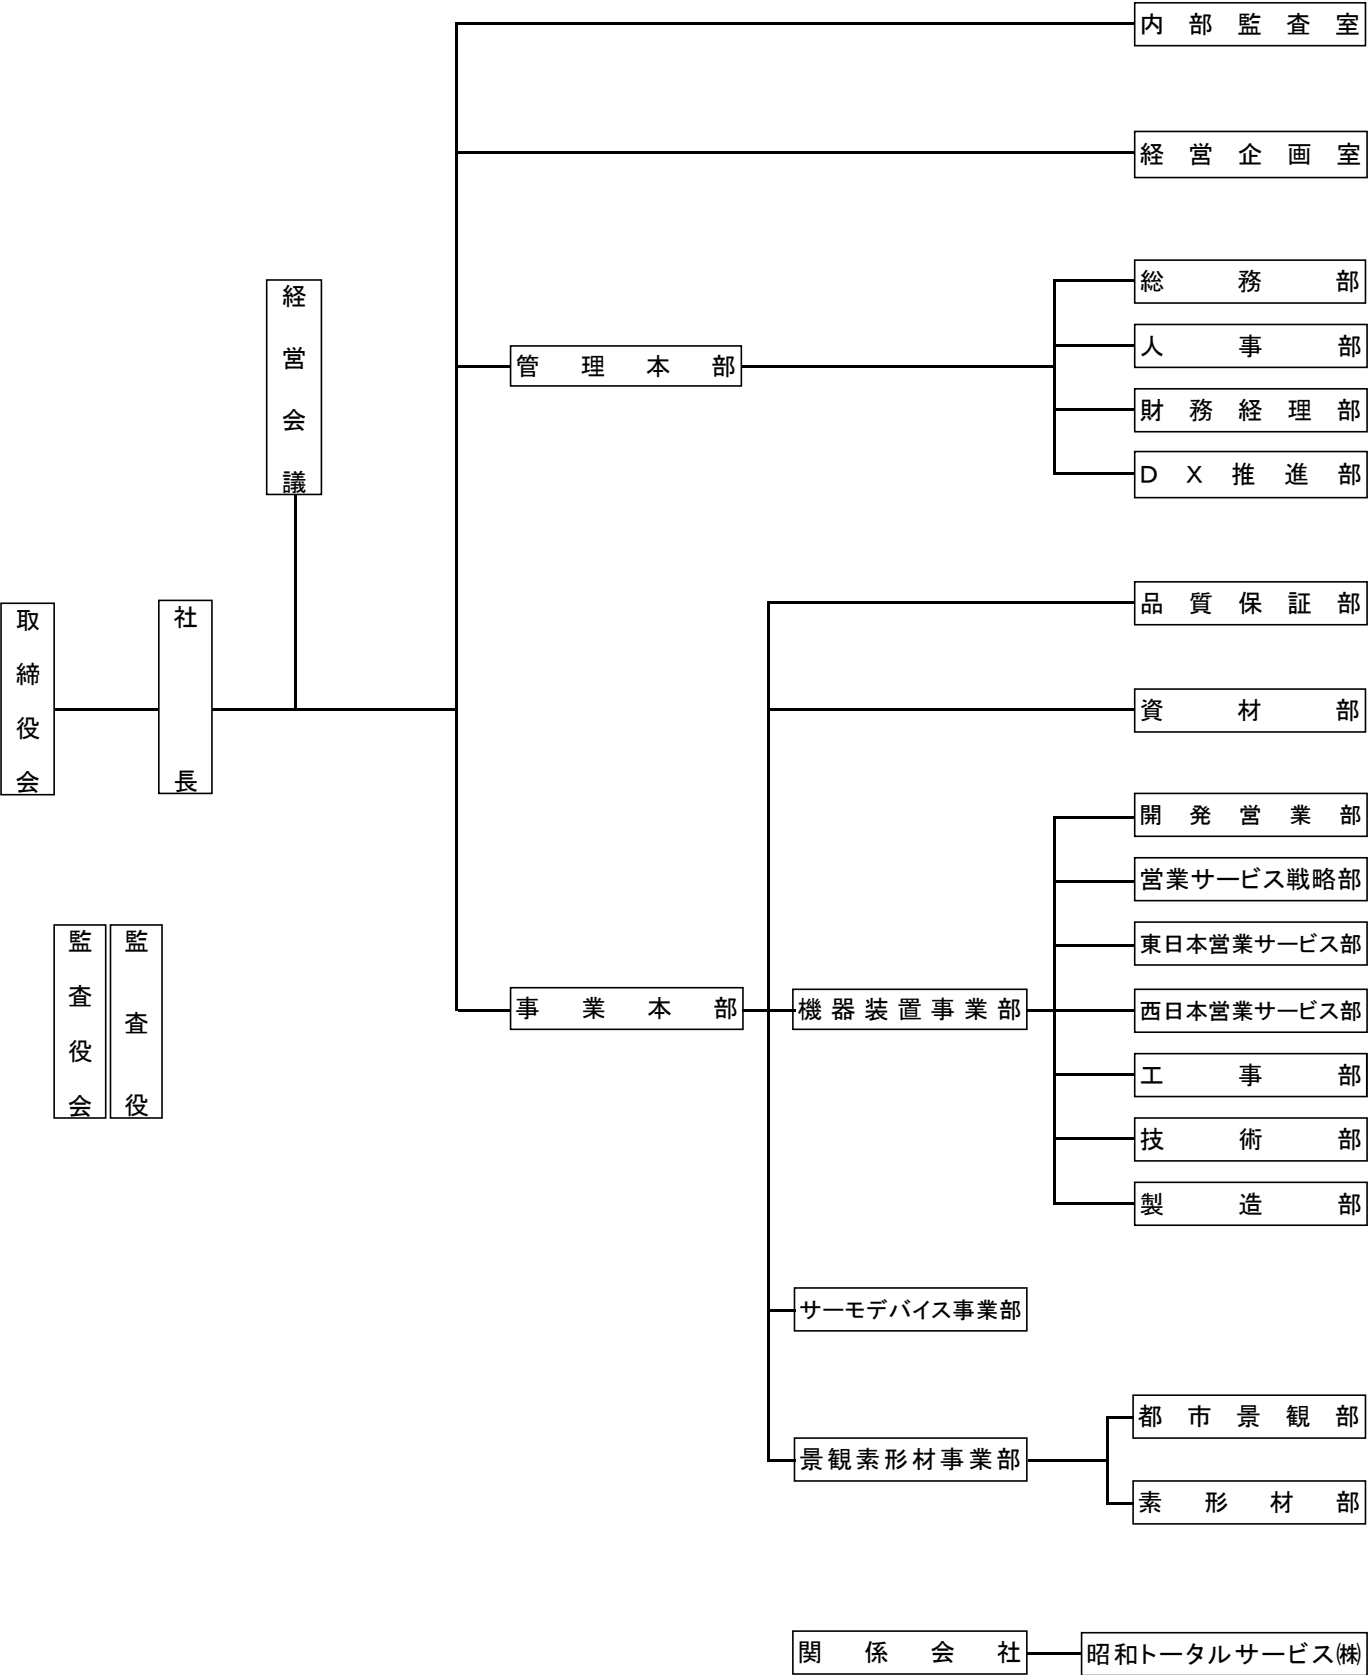 内部監査室
経営企画室
経営会議
管理本部
総務部
人事部
財務経理部
DX推進部
取締役会
社長
品質保証部
資材部
開発営業部
営業サービス戦略部
東日本営業サービス部
監査役会
監査役
事業本部
機器装置事業部
西日本営業サービス部
工事部
技術部
製造部
サーモデバイス事業部
景観素形材事業部
都市景観部
素形材部
関係会社
昭和トータルサービス㈱